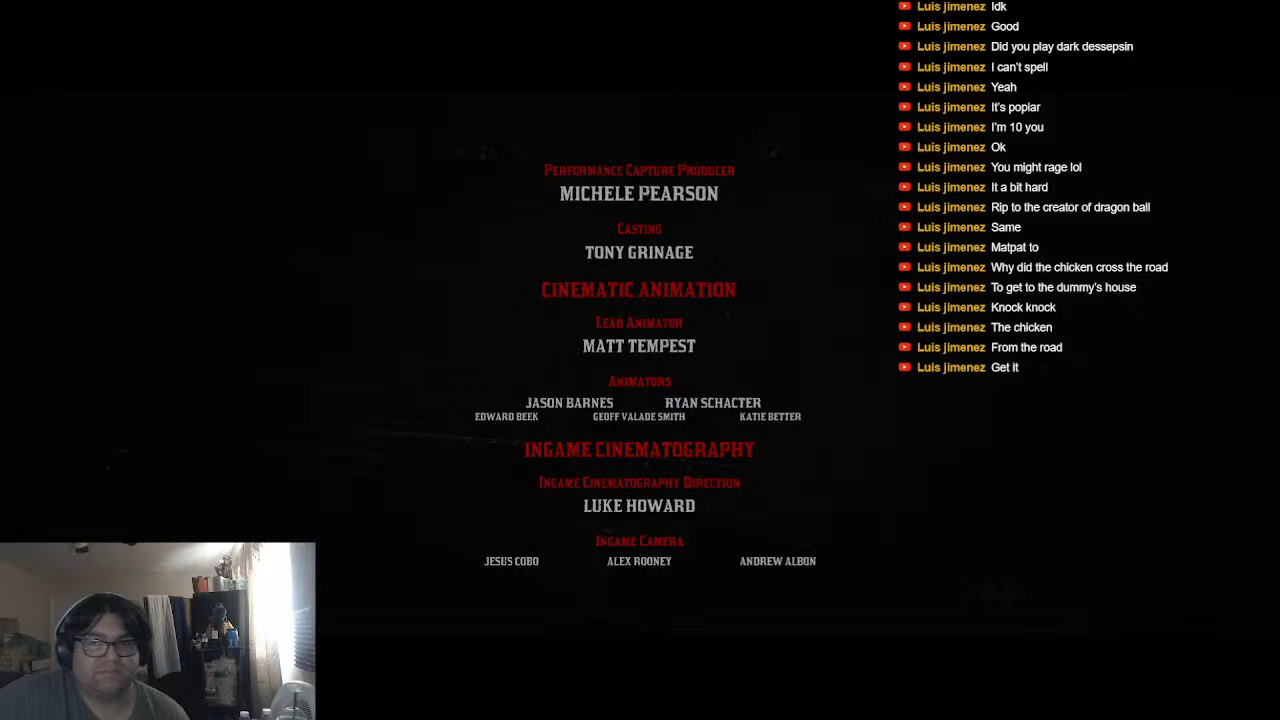 PERFORMANCE CAPTURE PRODUCER
MICHELE PEARSON
CASTING
TONY GRINAGE
CINEMATIC ANIMATION
LEAD ANIMATOR
MATT TEMPEST
ANIMATORS
JASON BARNES RYAN SCHACTER
EDWARD BEEK GEOFF VALADE SMITH KATIE BETTER
INGAME CINEMATOGRAPHY
INGAME CINEMATOGRAPHY DIRECTION
LUKE HOWARD
INGAME CAMERA
JESUS COBO ALEX ROONEY ANDREW ALBON
Luis jimenez Idk
Luis jimenez Good
Luis jimenez Did you play dark dessepsin
Luis jimenez I can't spell
Luis jimenez Yeah
Luis jimenez It's poplar
Luis jimenez I'm 10 you
Luis jimenez Ok
Luis jimenez You might rage lol
Luis jimenez It a bit hard
Luis jimenez Rip to the creator of dragon ball
Luis jimenez Same
Luis jimenez Matpat to
Luis jimenez Why did the chicken cross the road
Luis jimenez To get to the dummy's house
Luis jimenez Knock knock
Luis jimenez The chicken
Luis jimenez From the road
Luis jimenez Get it